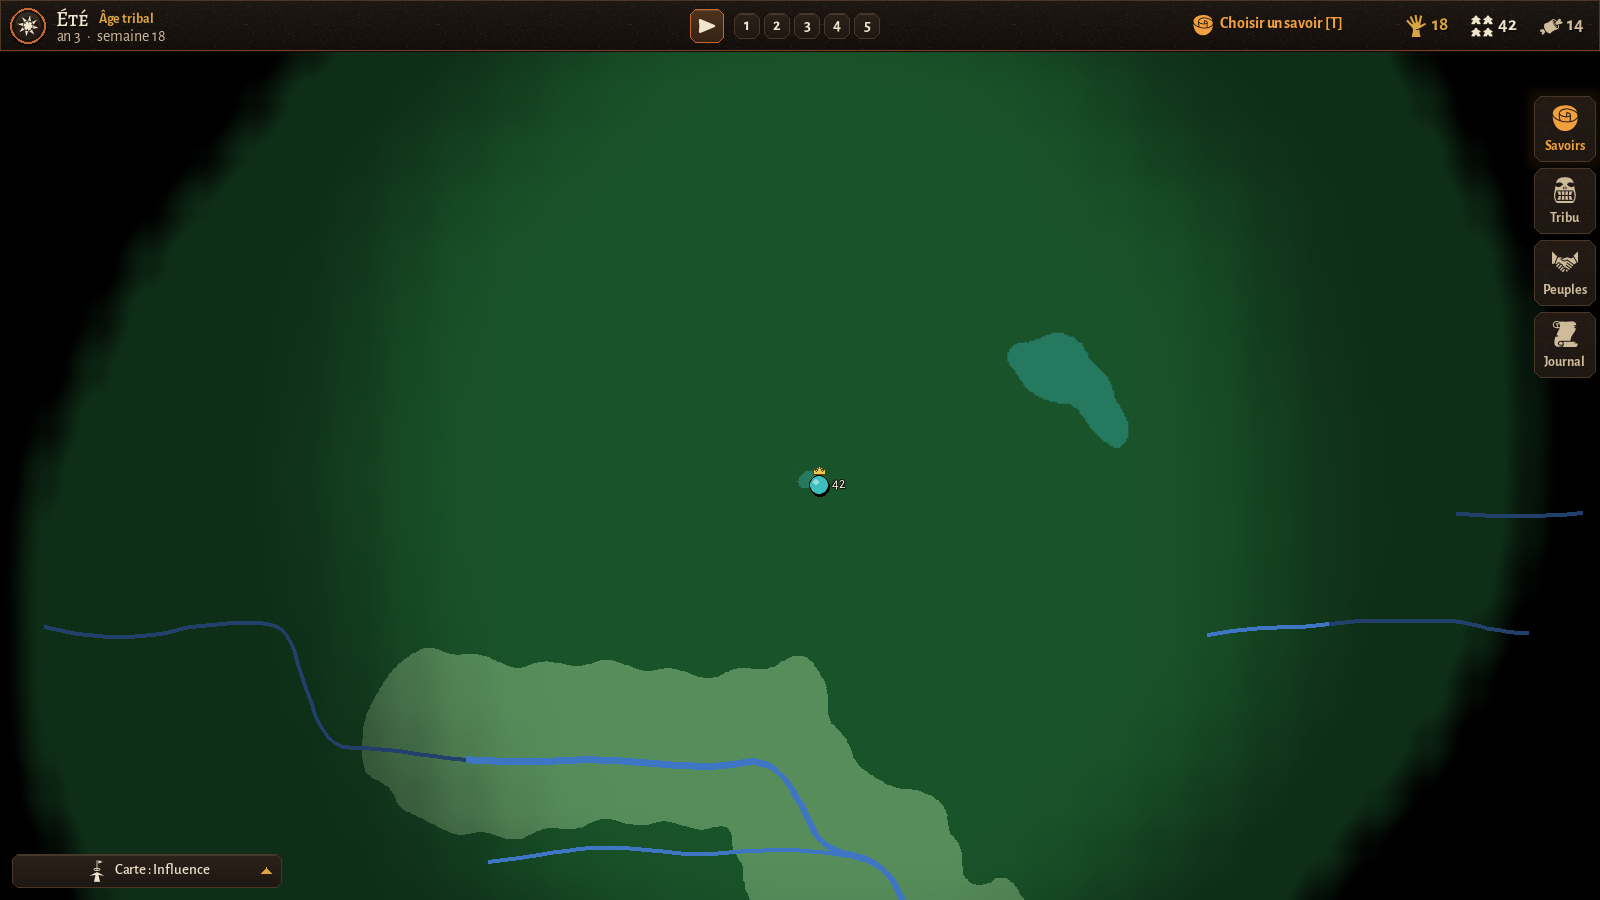 ÉTÉ Âge tribal
an 3 · semaine 18
1 2 3 4 5
Choisir un savoir [T]
18 42 14
Savoirs
Tribu
Peuples
Journal
42
Carte : Influence